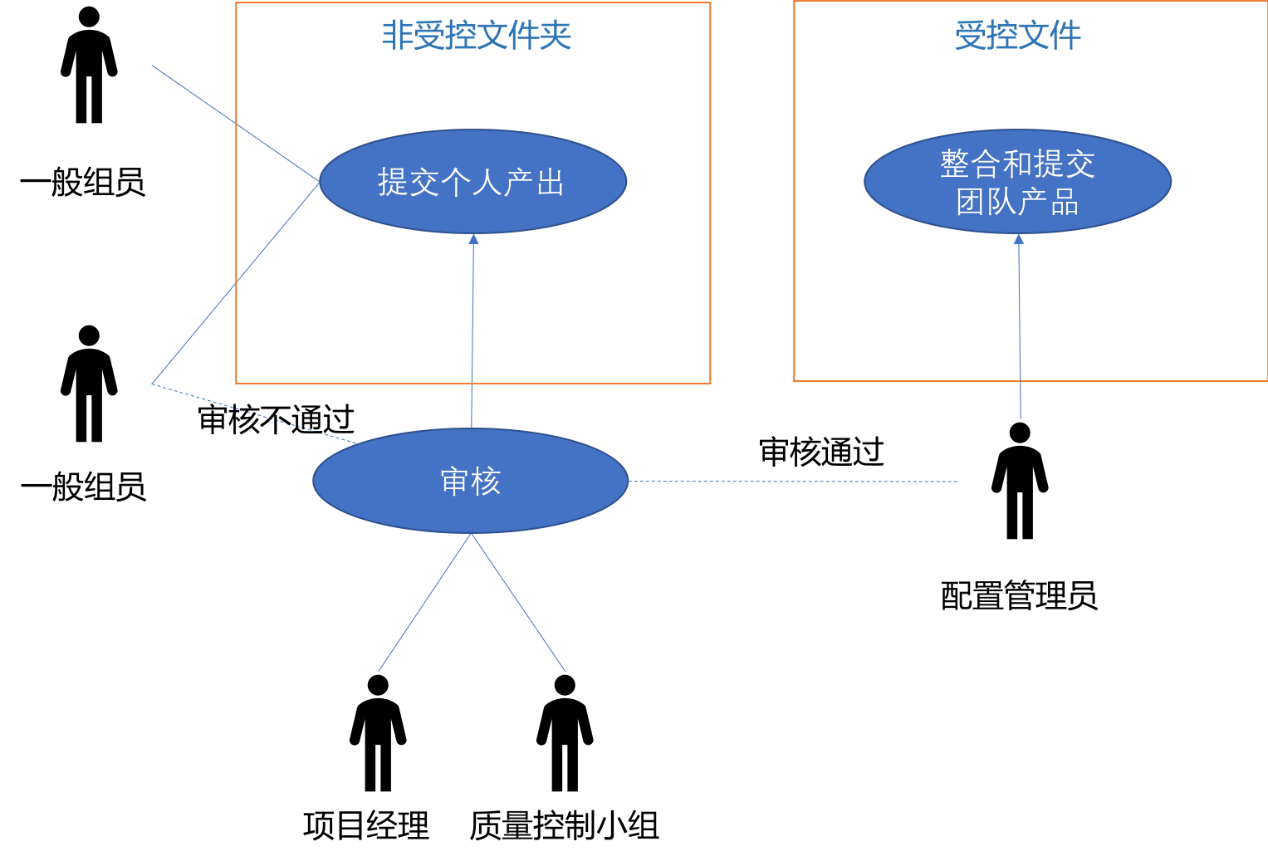 非受控文件夹
受控文件
一般组员
提交个人产出
整合和提交
团队产品
审核不通过
审核通过
一般组员
审核
配置管理员
项目经理
质量控制小组